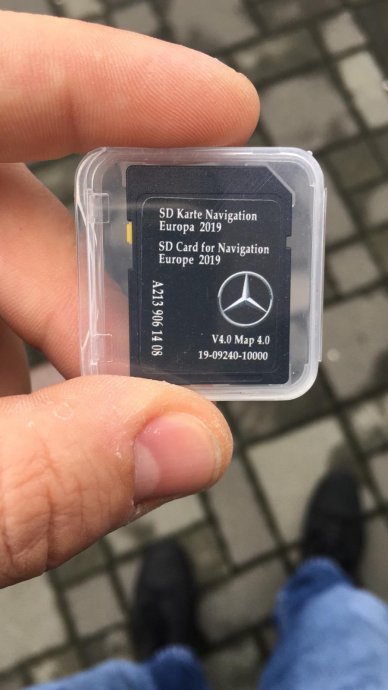 SD Karte Navigation
Europa 2019
SD Card for Navigation
Europe 2019
A213 906 14 08
V4.0 Map 4.0
19-09240-10000